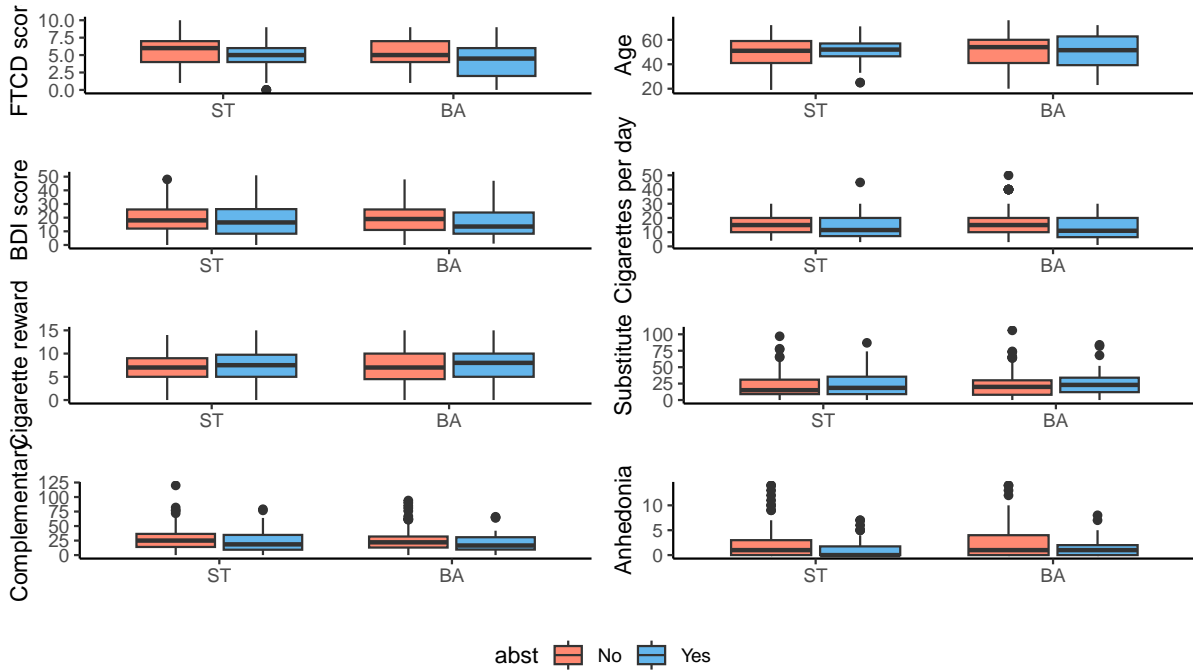 FTCD scor
10.0
7.5
5.0
2.5
0.0
ST BA
Age
60
40
20
ST BA
BDI score
50
40
30
20
10
0
ST BA
Cigarettes per day
50
40
30
20
10
0
ST BA
Cigarette reward
15
10
5
0
ST BA
Substitute
100
75
50
25
0
ST BA
Complementary
125
100
75
50
25
0
ST BA
Anhedonia
10
5
0
ST BA
abst No Yes